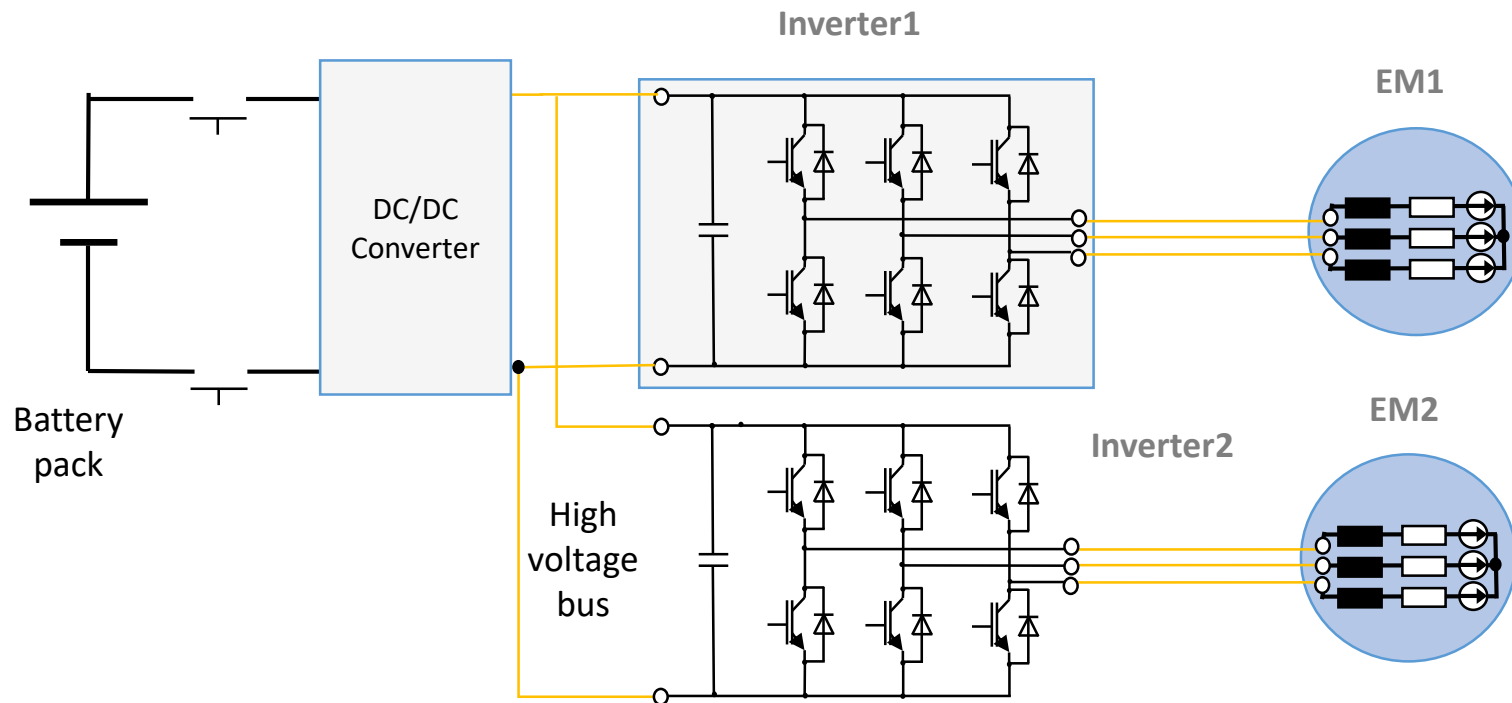 Inverter1
EM1
DC/DC
Converter
Battery
pack
EM2
Inverter2
High
voltage
bus